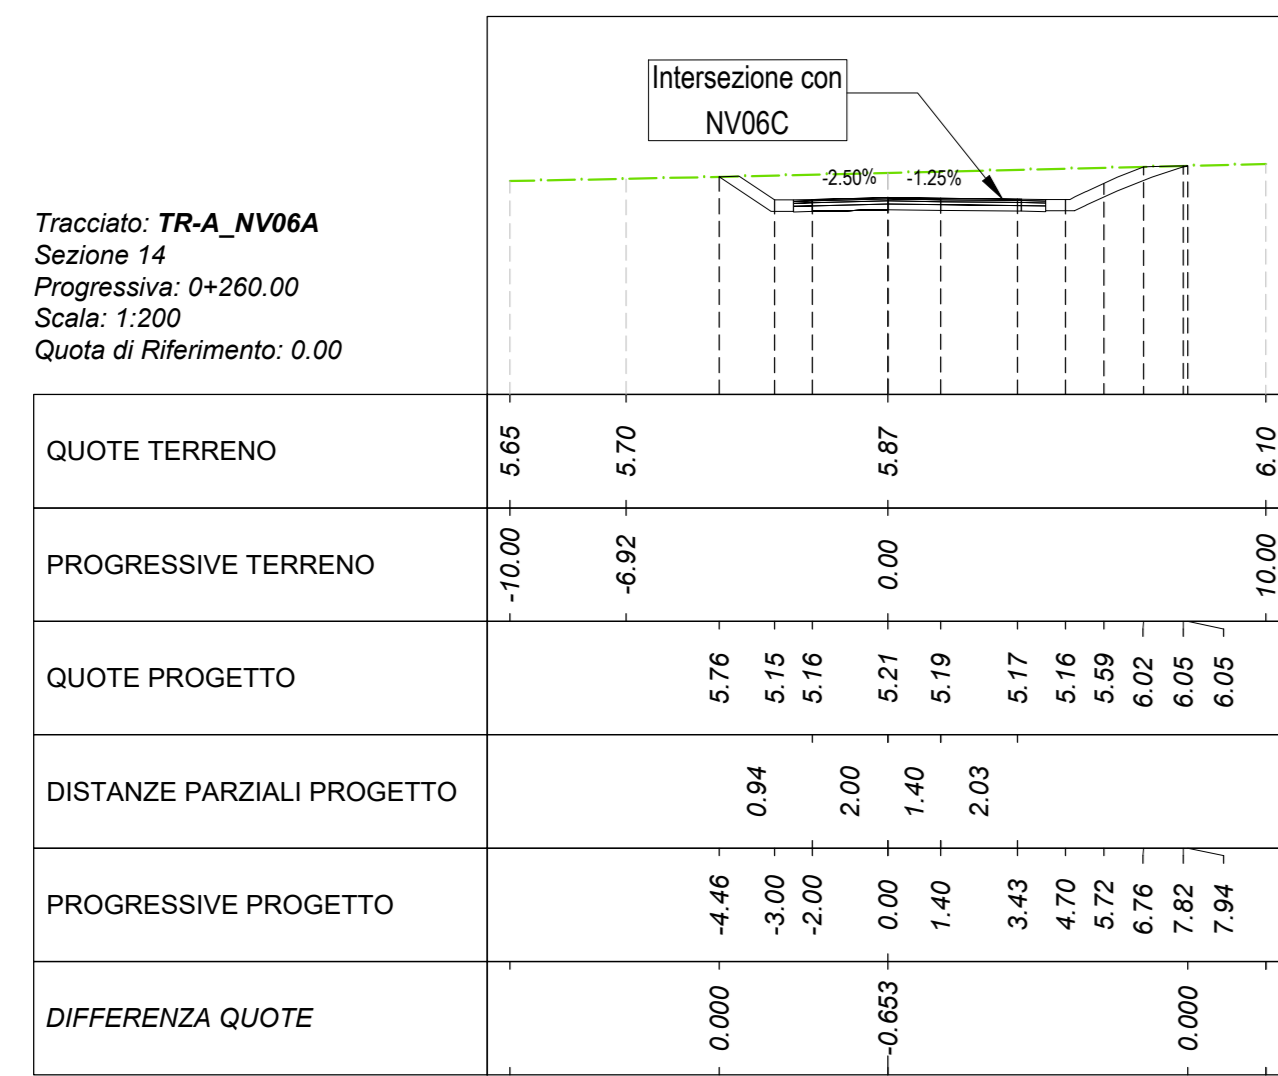 Intersezione con
NV06C
-2.50% -1.25%
Tracciato: TR-A_NV06A
Sezione 14
Progressiva: 0+260.00
Scala: 1:200
Quota di Riferimento: 0.00
QUOTE TERRENO 5.65 5.70 5.87 6.10
PROGRESSIVE TERRENO -10.00 -6.92 0.00 10.00
QUOTE PROGETTO 5.76 5.15 5.16 5.21 5.19 5.17 5.16 5.59 6.02 6.05 6.05
DISTANZE PARZIALI PROGETTO 0.94 2.00 1.40 2.03
PROGRESSIVE PROGETTO -4.46 -3.00 -2.00 0.00 1.40 3.43 4.70 5.72 6.76 7.82 7.94
DIFFERENZA QUOTE 0.000 -0.653 0.000